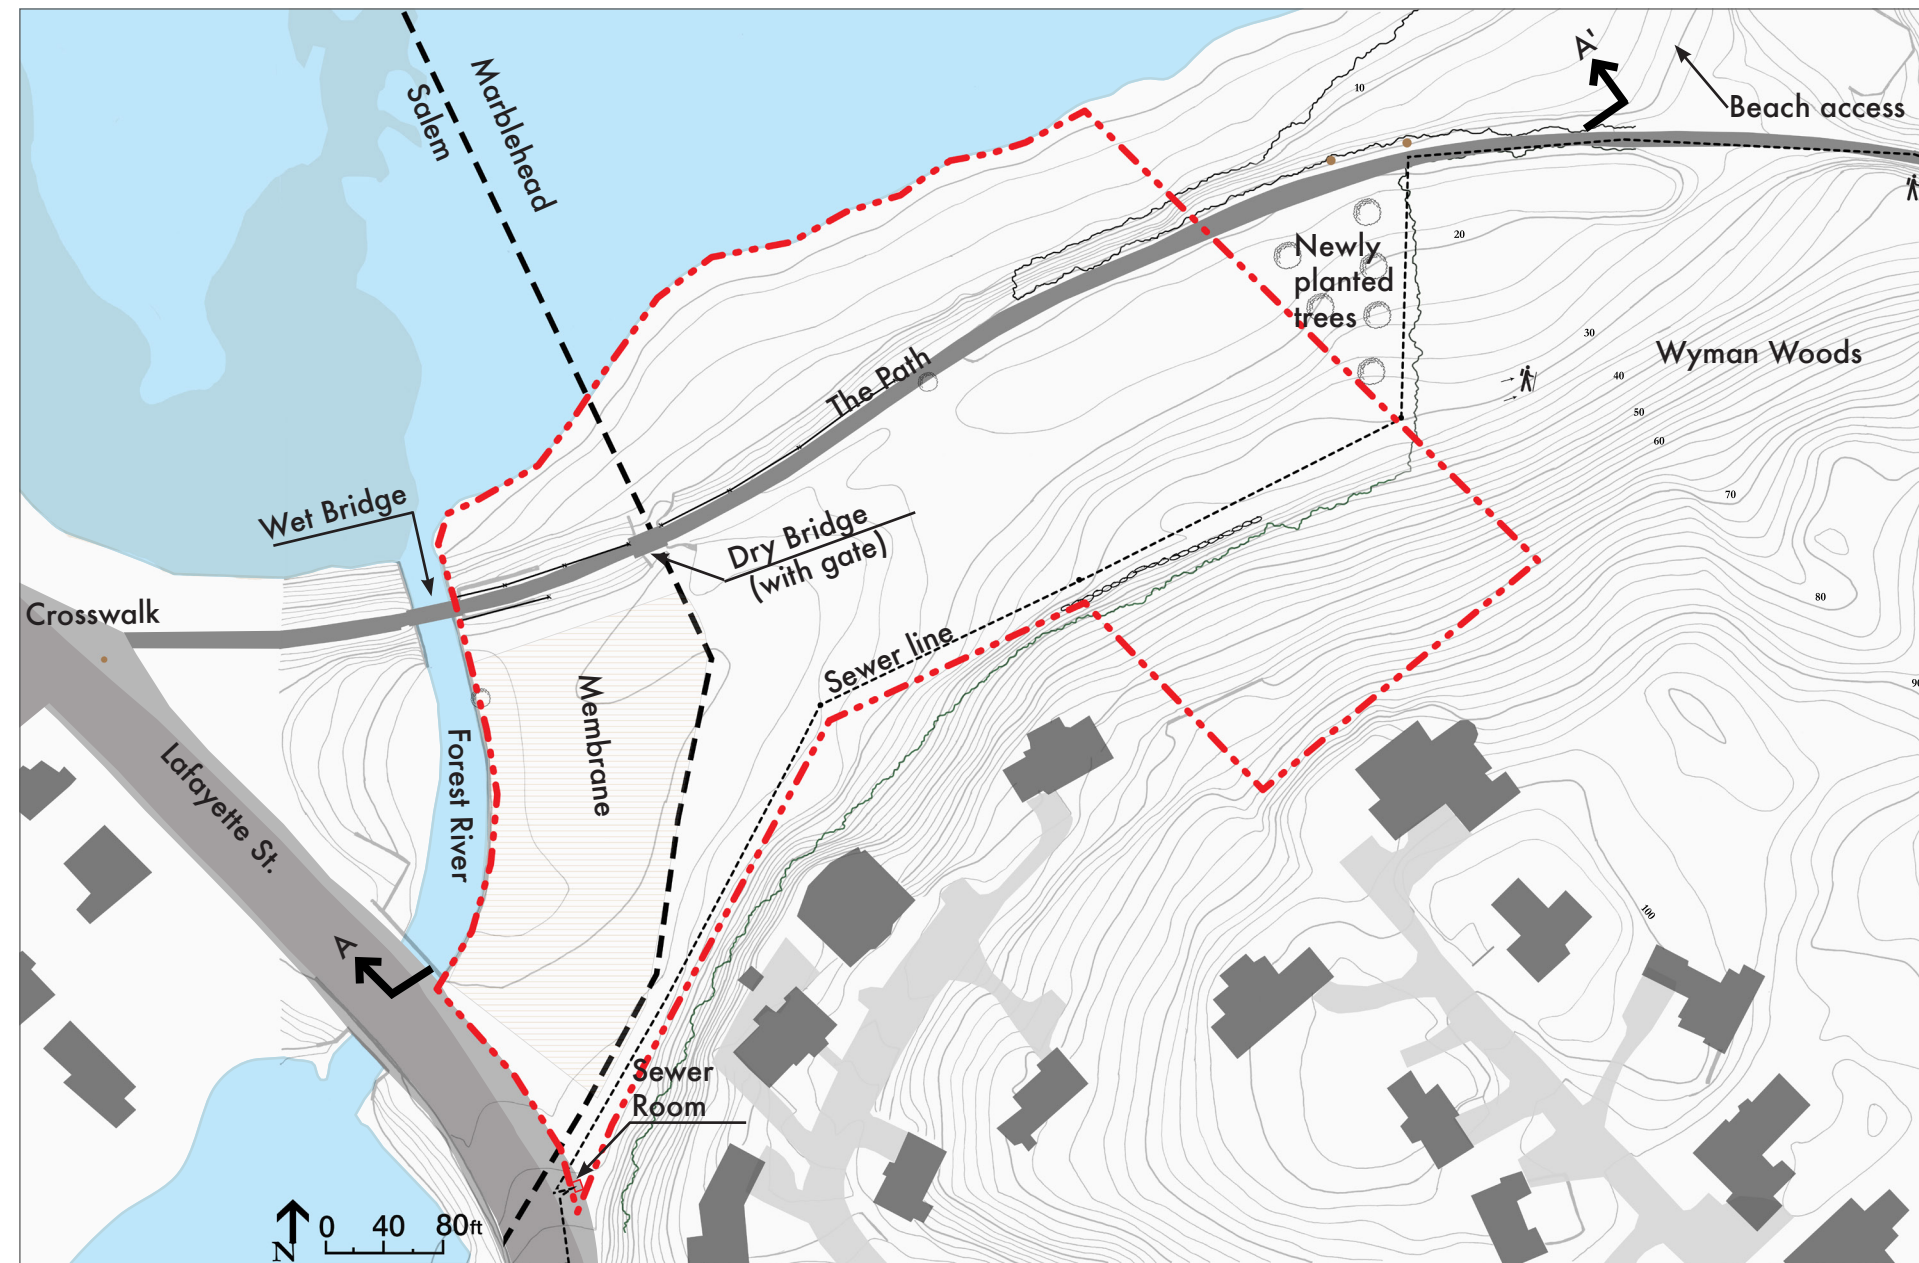 Marblehead
Salem
10
A'
Beach access
20
Newly
planted
trees
30
Wyman Woods
40
50
60
70
80
90
100
The Path
Wet Bridge
Dry Bridge
(with gate)
Crosswalk
Sewer line
Membrane
Forest River
Lafayette St.
A
Sewer
Room
0 40 80ft
N